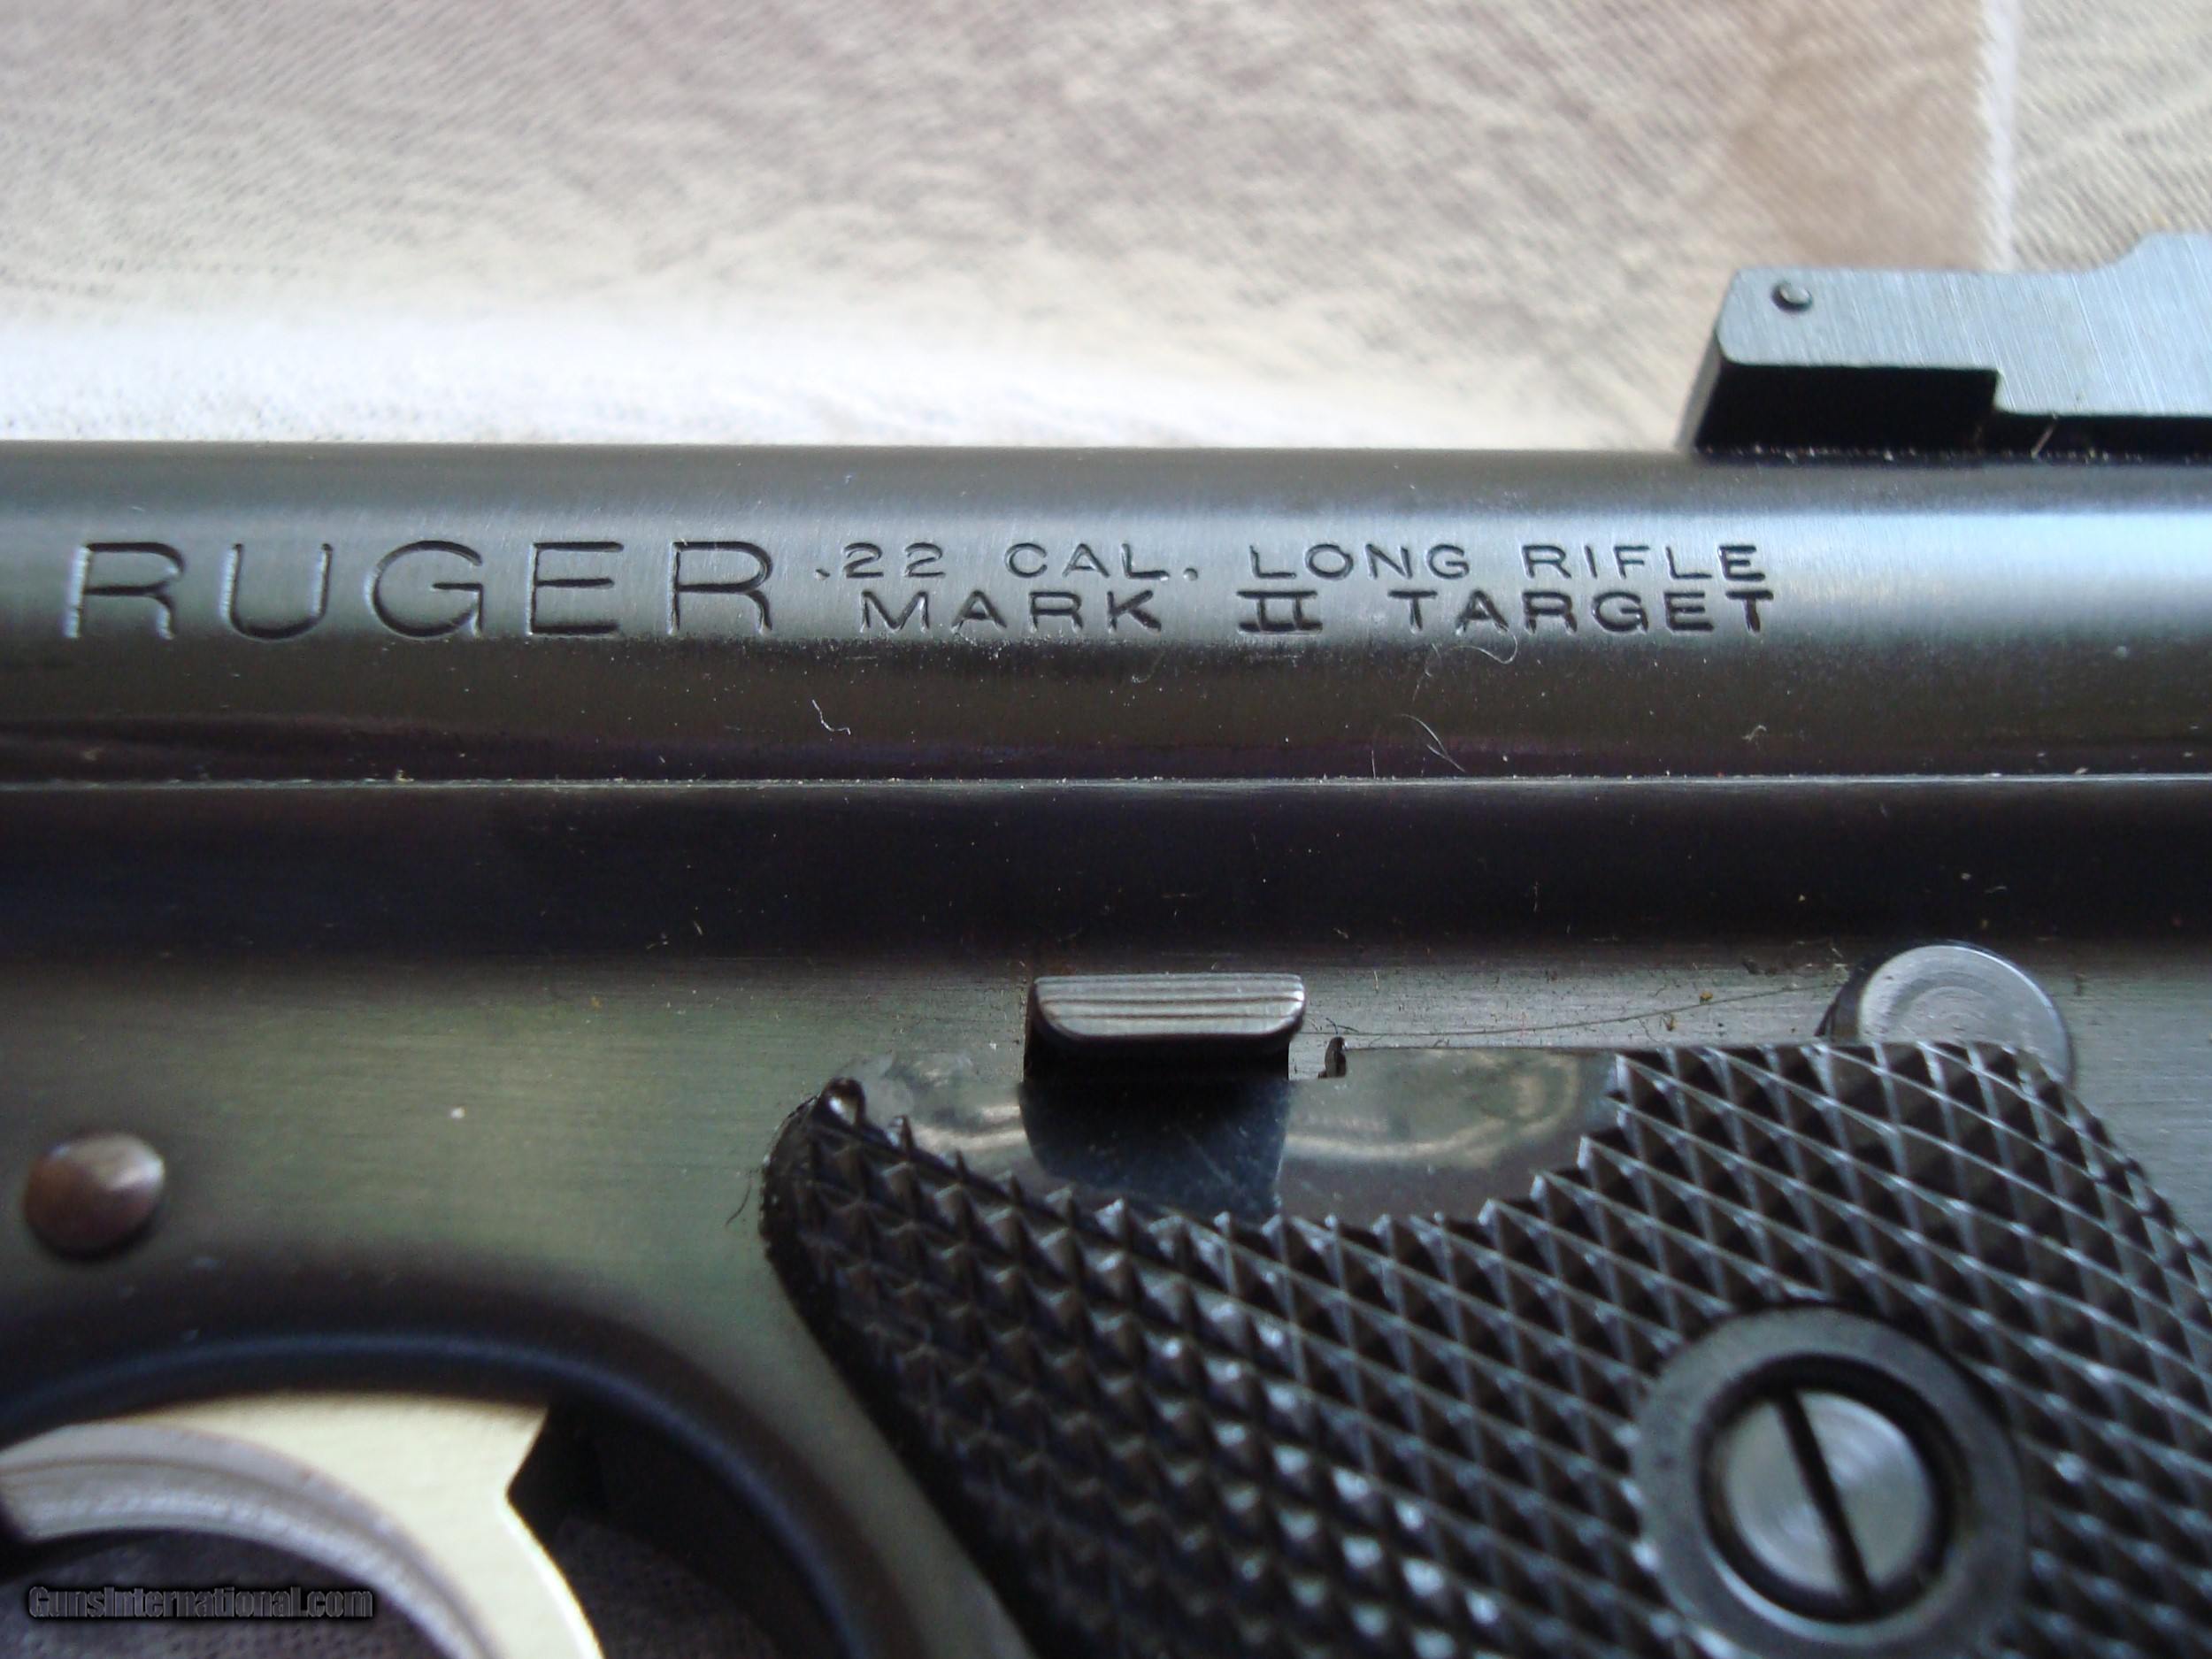 RUGER .22 CAL. LONG RIFLE
MARK II TARGET
GunsInternational.com